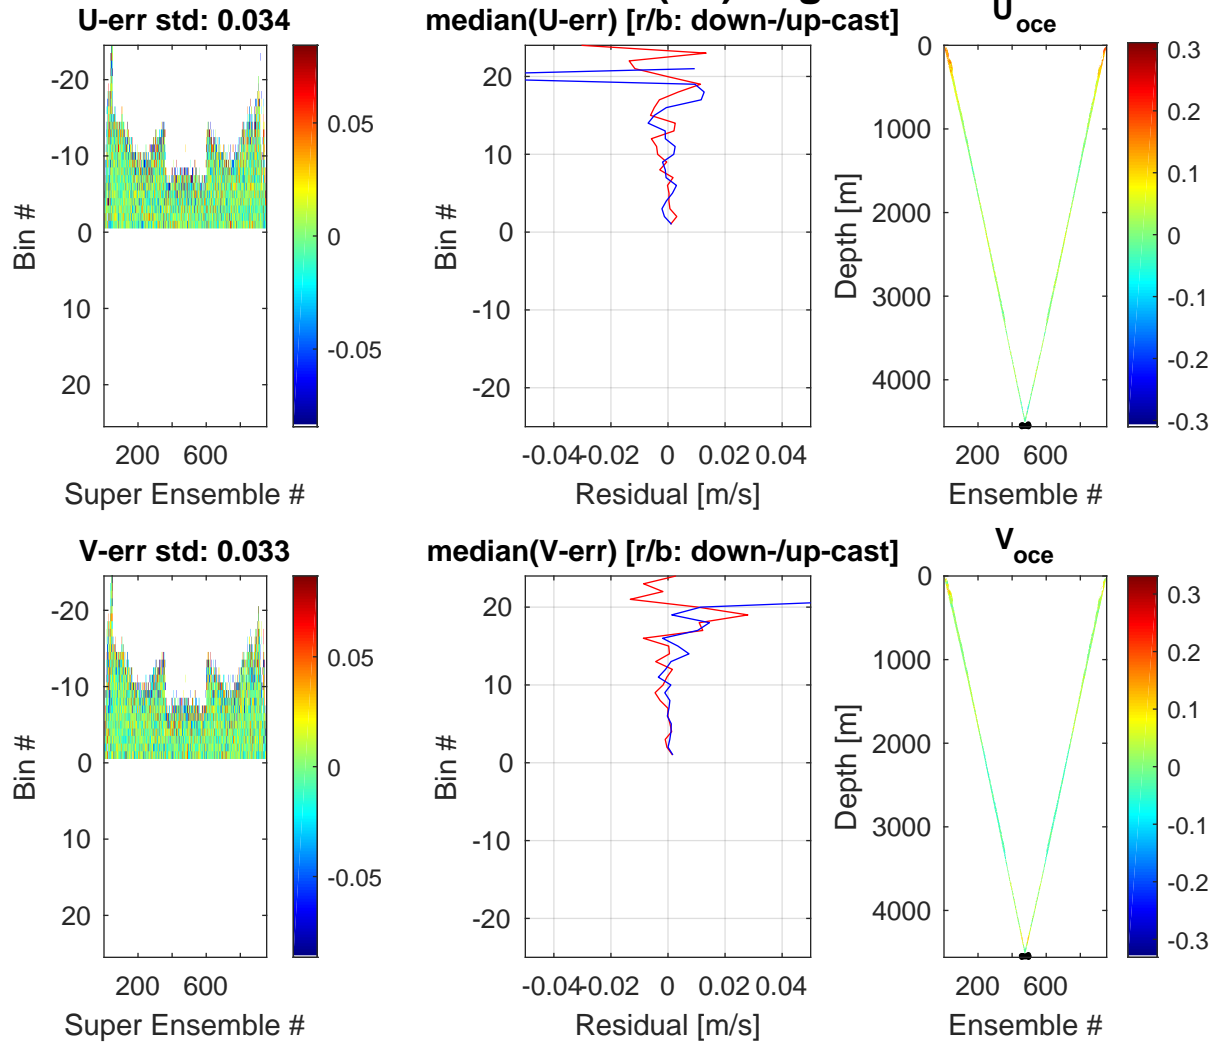 U-err std: 0.034
-20
-10
0
10
20
Bin #
200 600
Super Ensemble #
0.05
0
-0.05
median(U-err) [r/b: down-/up-cast]
20
10
0
-10
-20
Bin #
-0.04 -0.02 0 0.02 0.04
Residual [m/s]
U oce
0
1000
2000
3000
4000
Depth [m]
200 600
Ensemble #
0.3
0.2
0.1
0
-0.1
-0.2
-0.3
V-err std: 0.033
-20
-10
0
10
20
Bin #
200 600
Super Ensemble #
0.05
0
-0.05
median(V-err) [r/b: down-/up-cast]
20
10
0
-10
-20
Bin #
-0.04 -0.02 0 0.02 0.04
Residual [m/s]
V oce
0
1000
2000
3000
4000
Depth [m]
200 600
Ensemble #
0.3
0.2
0.1
0
-0.1
-0.2
-0.3